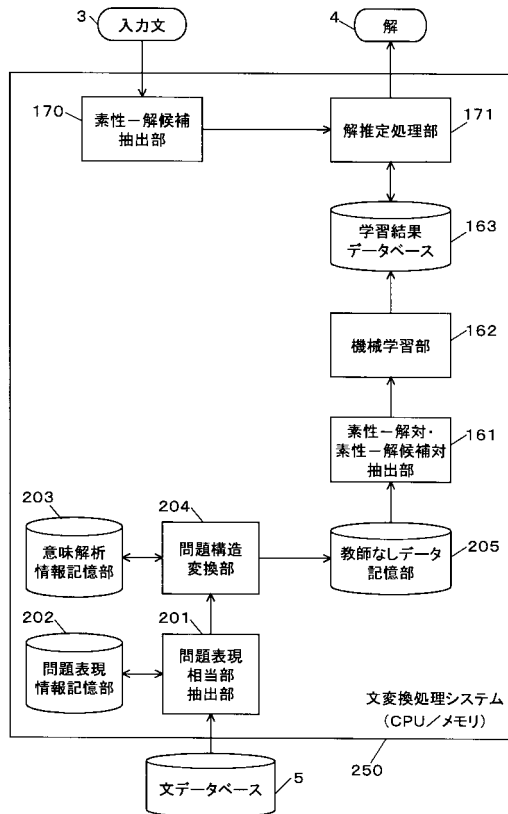 3
入力文
4
解
170
素性－解候補
抽出部
解推定処理部
171
学習結果
データベース
163
機械学習部
162
素性－解対・
素性－解候補対
抽出部
161
203
意味解析
情報記憶部
204
問題構造
変換部
教師なしデータ
記憶部
205
202
問題表現
情報記憶部
201
問題表現
相当部
抽出部
文変換処理システム
（CPU／メモリ）
250
文データベース
5